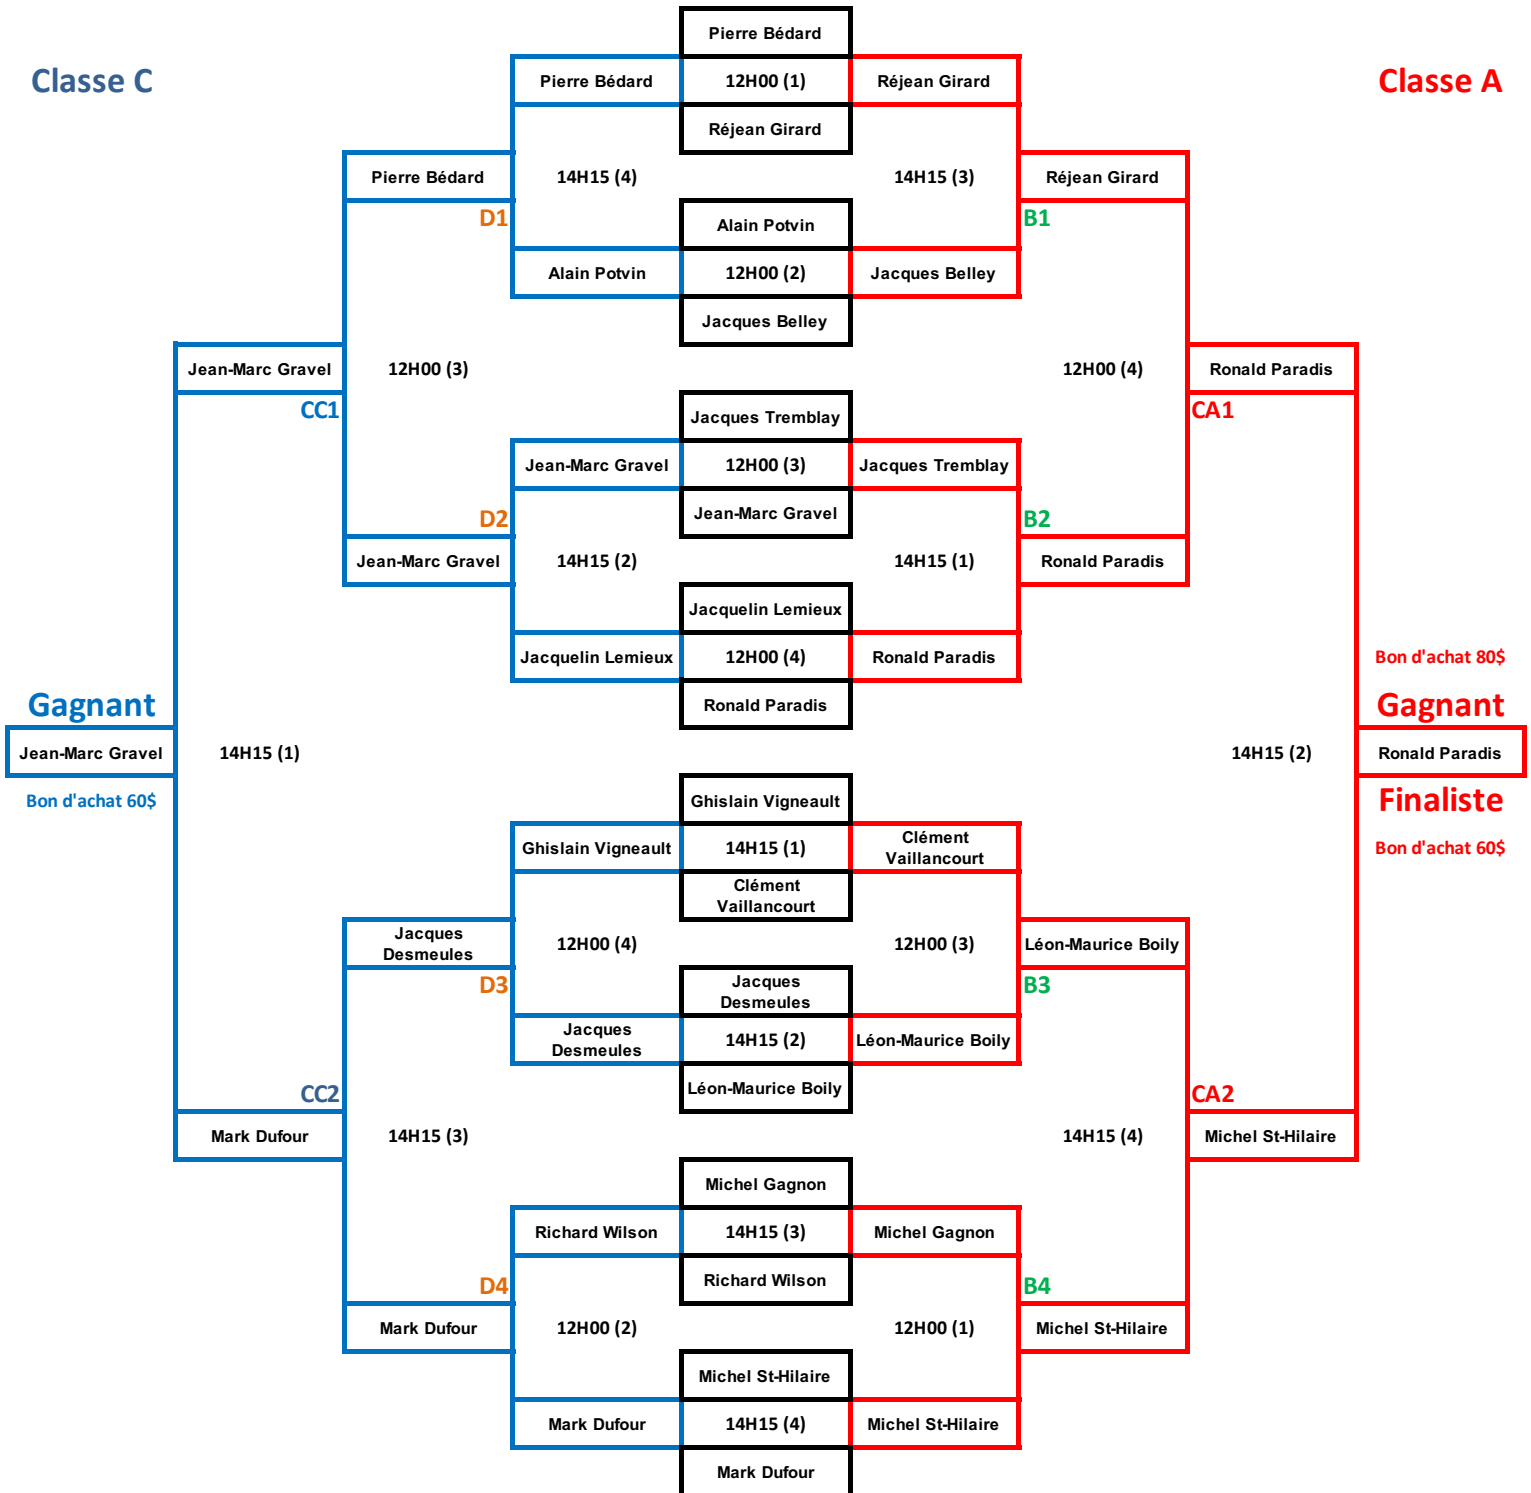 Pierre Bédard
Classe C
Pierre Bédard
12H00 (1)
Réjean Girard
Classe A
Réjean Girard
Pierre Bédard
14H15 (4)
14H15 (3)
Réjean Girard
D1
Alain Potvin
B1
Alain Potvin
12H00 (2)
Jacques Belley
Jacques Belley
Jean-Marc Gravel
12H00 (3)
12H00 (4)
Ronald Paradis
CC1
Jacques Tremblay
CA1
Jean-Marc Gravel
12H00 (3)
Jacques Tremblay
D2
Jean-Marc Gravel
B2
Jean-Marc Gravel
14H15 (2)
14H15 (1)
Ronald Paradis
Jacquelin Lemieux
Jacquelin Lemieux
12H00 (4)
Ronald Paradis
Bon d'achat 80$
Gagnant
Ronald Paradis
Gagnant
Jean-Marc Gravel
14H15 (1)
14H15 (2)
Ronald Paradis
Bon d'achat 60$
Ghislain Vigneault
Finaliste
Ghislain Vigneault
14H15 (1)
Clément
Vaillancourt
Bon d'achat 60$
Clément
Vaillancourt
Jacques
Desmeules
12H00 (4)
12H00 (3)
Léon-Maurice Boily
D3
Jacques
Desmeules
B3
Jacques
Desmeules
14H15 (2)
Léon-Maurice Boily
Léon-Maurice Boily
CC2
CA2
Mark Dufour
14H15 (3)
14H15 (4)
Michel St-Hilaire
Michel Gagnon
Richard Wilson
14H15 (3)
Michel Gagnon
D4
Richard Wilson
B4
Mark Dufour
12H00 (2)
12H00 (1)
Michel St-Hilaire
Michel St-Hilaire
Mark Dufour
14H15 (4)
Michel St-Hilaire
Mark Dufour